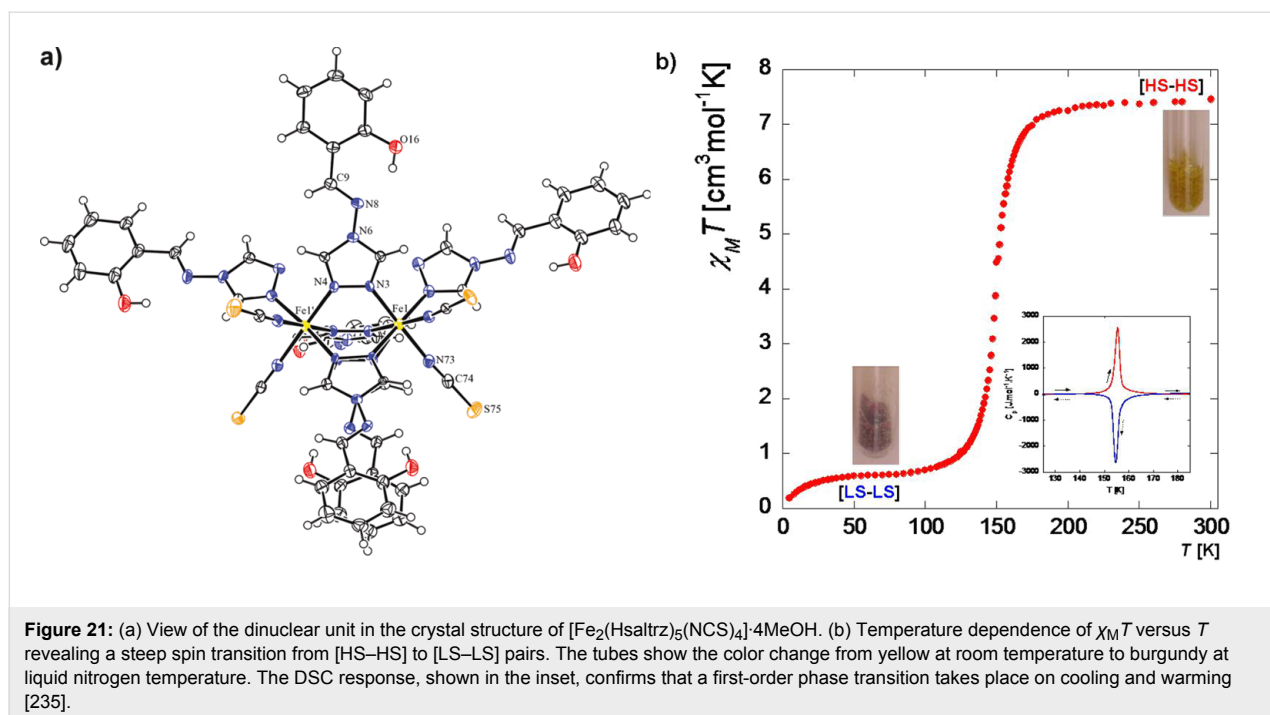 a)
O16
C9
N8
N6
N4
N3
Fe1'
Fe1
N73
C74
S75
b)
χMT [cm3mol-1K]
8
7
6
5
4
3
2
1
0
[HS-HS]
[LS-LS]
0
50
100
150
200
250
300
T [K]
Cp [J.mol-1.K-1]
3000
2000
1000
0
-1000
-2000
-3000
130
140
150
160
170
180
T [K]
Figure 21: (a) View of the dinuclear unit in the crystal structure of [Fe2(Hsaltrz)5(NCS)4]·4MeOH. (b) Temperature dependence of χMT versus T
revealing a steep spin transition from [HS–HS] to [LS–LS] pairs. The tubes show the color change from yellow at room temperature to burgundy at
liquid nitrogen temperature. The DSC response, shown in the inset, confirms that a first-order phase transition takes place on cooling and warming
[235].